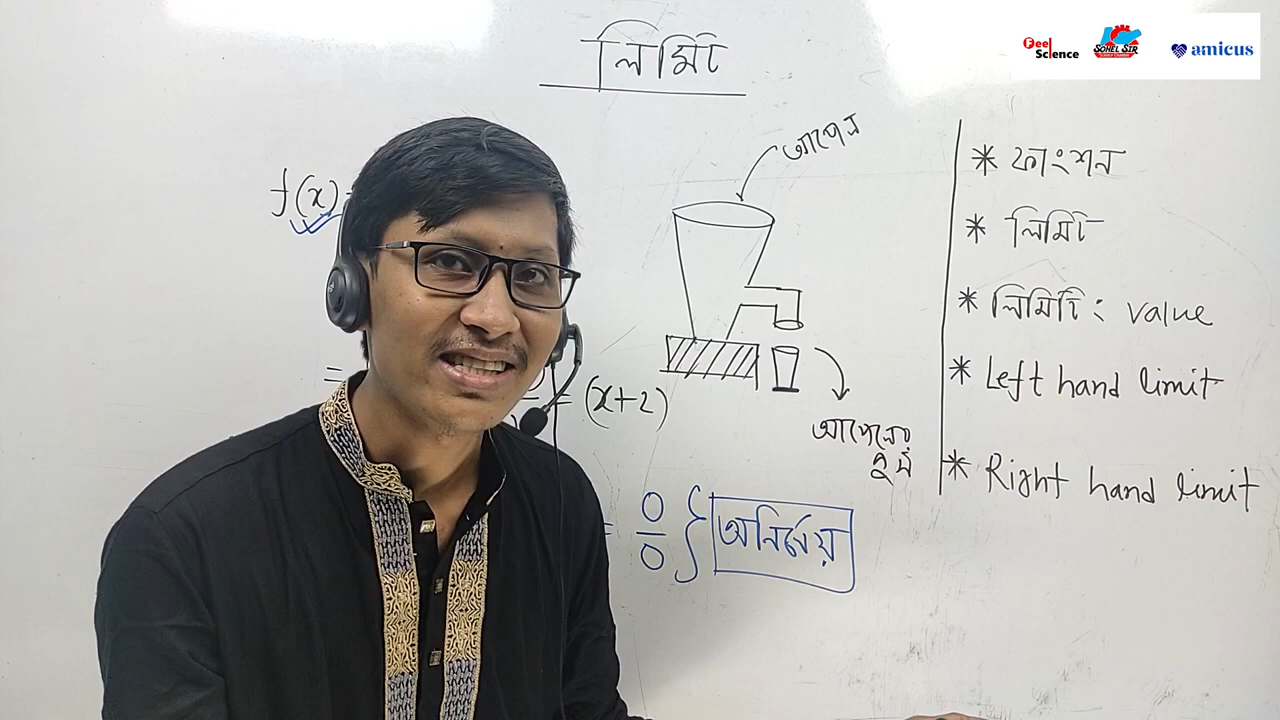 লিমিট
Feel Science
SOHEL SIR
amicus
f(x)
আপেল
= (x+2)
=
= 0/0 } অনির্ণেয়
* ফাংশন
* লিমিট
* লিমিট : value
* Left hand limit
* Right hand limit
আপেলের